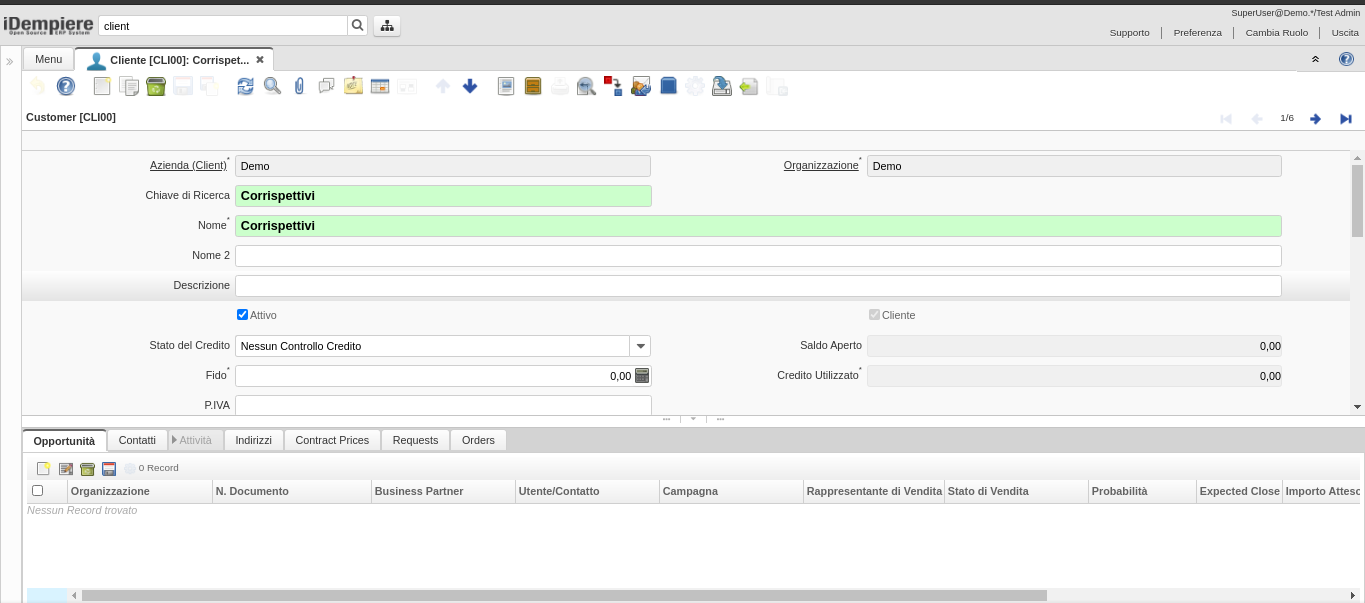 SuperUser@Demo.*/Test Admin
iDempiere
Open Source ERP System
client
Supporto
Preferenza
Cambia Ruolo
Uscita
Menu
Cliente [CLI00]: Corrispet...
Customer [CLI00]
1/6
Azienda (Client)*
Demo
Organizzazione*
Demo
Chiave di Ricerca
Corrispettivi
Nome*
Corrispettivi
Nome 2
Descrizione
Attivo
Cliente
Stato del Credito
Nessun Controllo Credito
Saldo Aperto
0,00
Fido*
0,00
Credito Utilizzato*
0,00
P.IVA
Opportunità
Contatti
Attività
Indirizzi
Contract Prices
Requests
Orders
0 Record
Organizzazione
N. Documento
Business Partner
Utente/Contatto
Campagna
Rappresentante di Vendita
Stato di Vendita
Probabilità
Expected Close
Importo Attesc
Nessun Record trovato